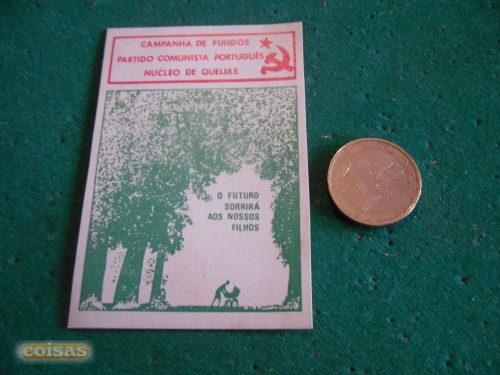 CAMPANHA DE FUNDOS
PARTIDO COMUNISTA PORTUGUÊS
NUCLEO DE QUEIJAS
O FUTURO
SORRIRÁ
AOS NOSSOS
FILHOS
coisas